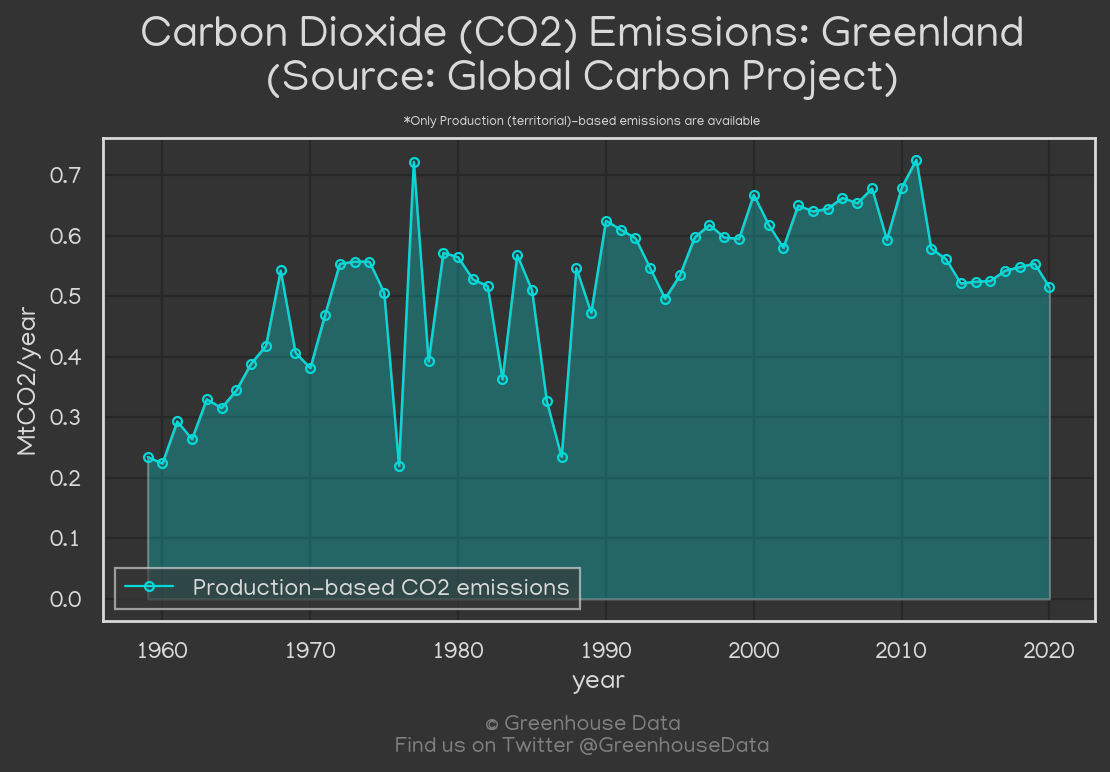 Carbon Dioxide (CO2) Emissions: Greenland
(Source: Global Carbon Project)
*Only Production (territorial)-based emissions are available
MtCO2/year
0.7
0.6
0.5
0.4
0.3
0.2
0.1
0.0
Production-based CO2 emissions
1960 1970 1980 1990 2000 2010 2020
year
© Greenhouse Data
Find us on Twitter @GreenhouseData